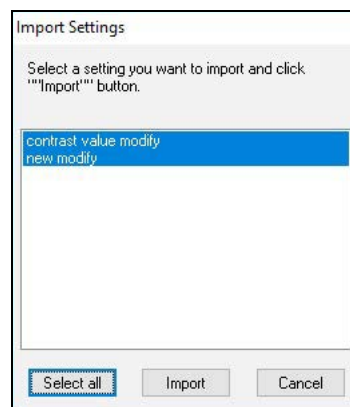 Import Settings
Select a setting you want to import and click
""Import"" button.
contrast value modify
new modify
Select all Import Cancel